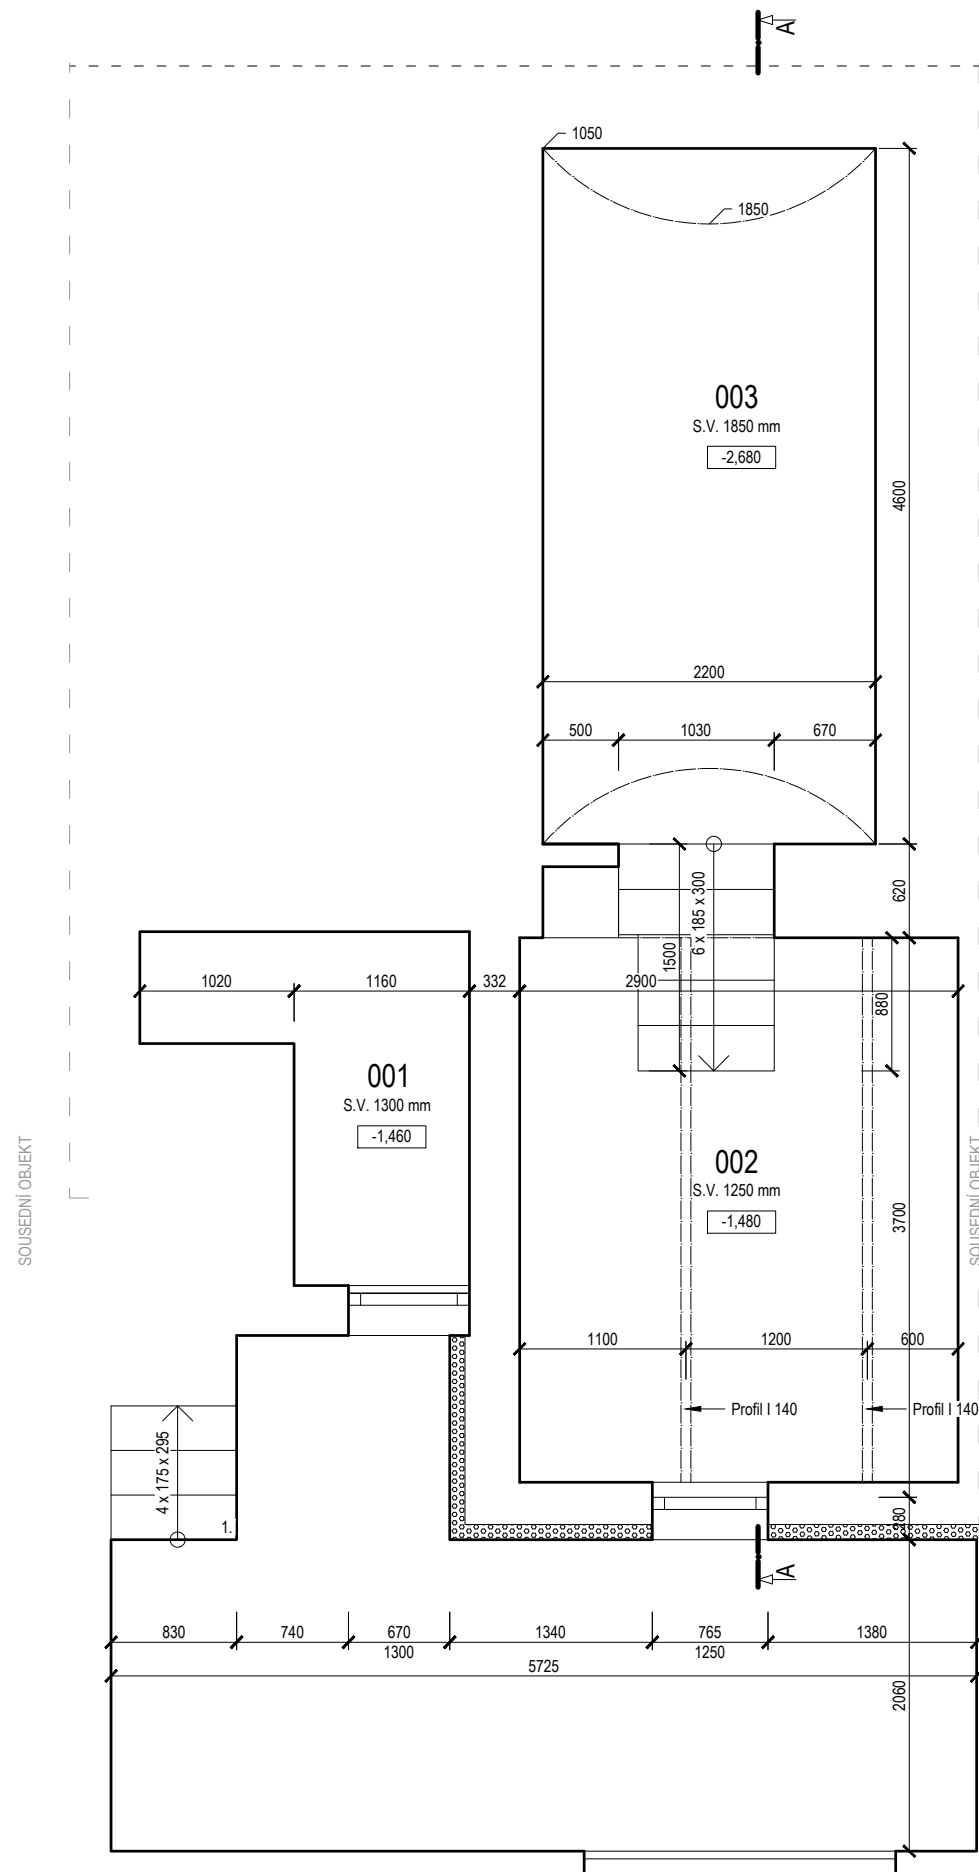 A
1050
1850
003
S.V. 1850 mm
-2,680
4600
2200
500 1030 670
6 x 185 x 300
620
1500
1020 1160 332 2900
880
001
S.V. 1300 mm
-1,460
002
S.V. 1250 mm
-1,480
3700
SOUSEDNÍ OBJEKT
SOUSEDNÍ OBJEKT
1100 1200 600
Profil I 140
Profil I 140
4 x 175 x 295
1.
280
A
830 740 670 1340 765 1380
1300 1250
5725
2060